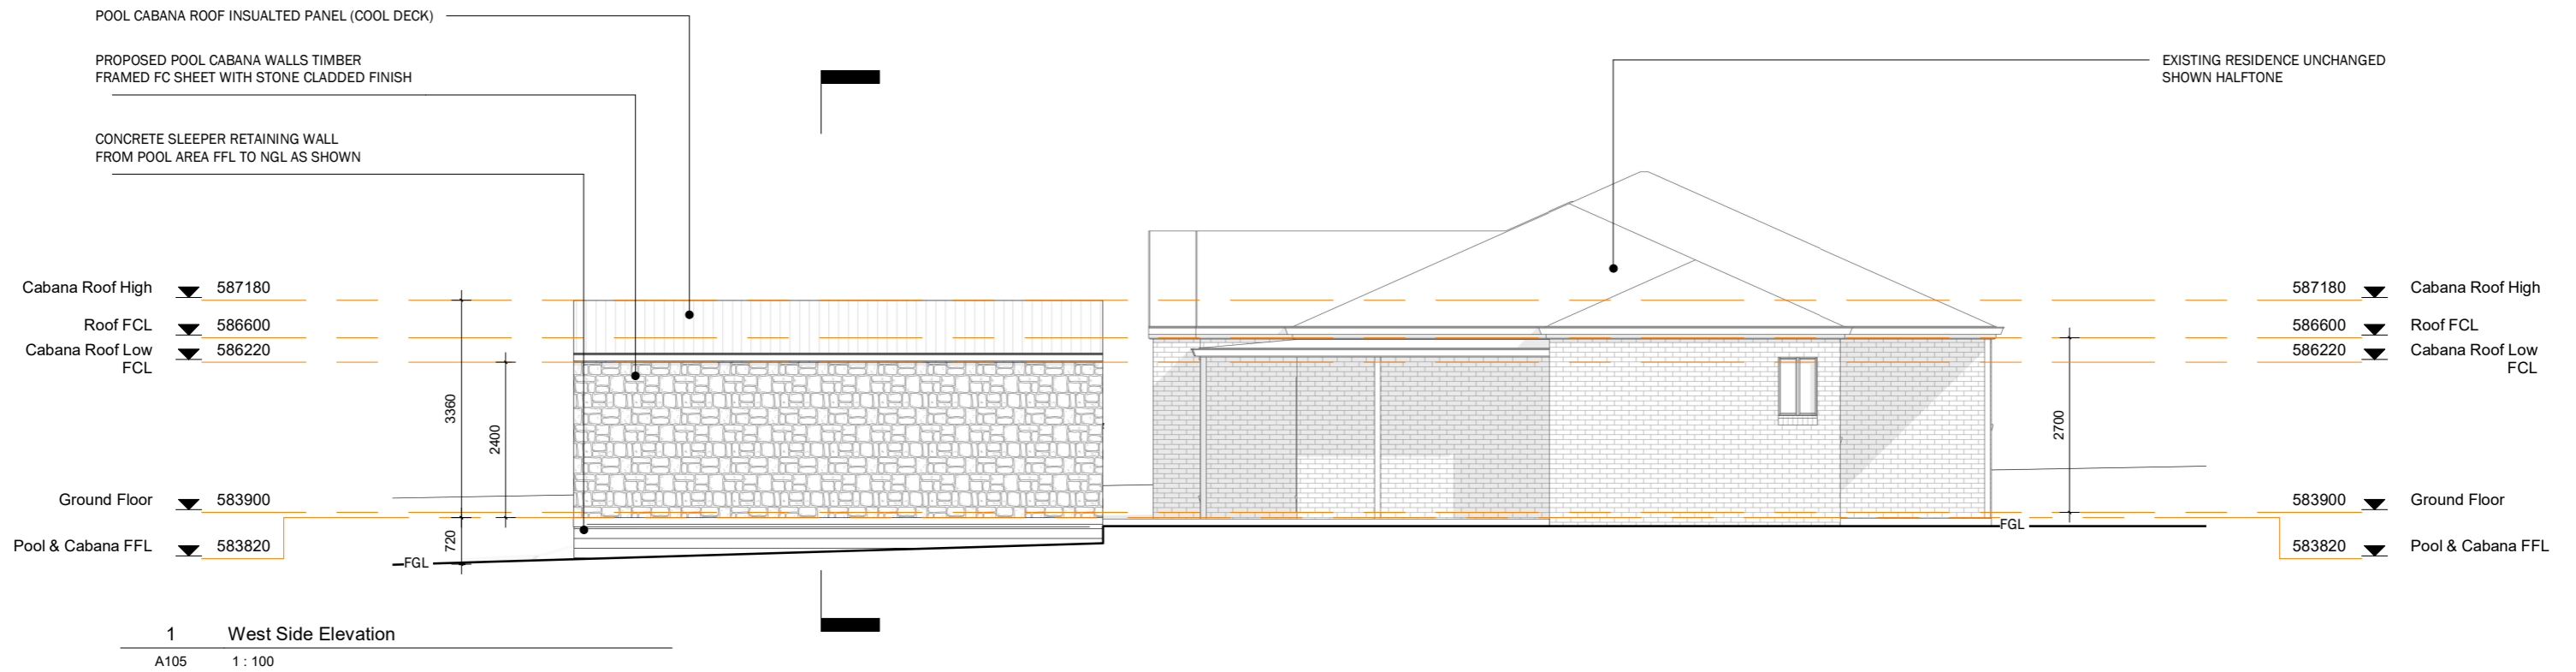 POOL CABANA ROOF INSUALTED PANEL (COOL DECK)
PROPOSED POOL CABANA WALLS TIMBER
FRAMED FC SHEET WITH STONE CLADDED FINISH
CONCRETE SLEEPER RETAINING WALL
FROM POOL AREA FFL TO NGL AS SHOWN
EXISTING RESIDENCE UNCHANGED
SHOWN HALFTONE
Cabana Roof High 587180
Roof FCL 586600
Cabana Roof Low 586220
FCL
Ground Floor 583900
Pool & Cabana FFL 583820
3360
2400
720
FGL
2700
FGL
587180 Cabana Roof High
586600 Roof FCL
586220 Cabana Roof Low
FCL
583900 Ground Floor
583820 Pool & Cabana FFL
1 West Side Elevation
A105 1 : 100